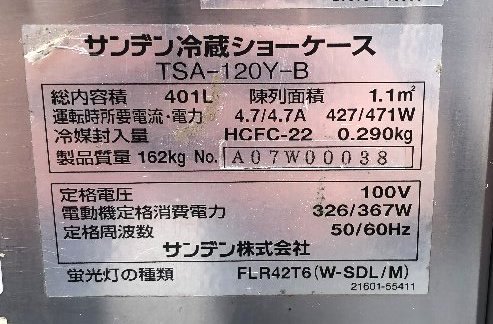 サンデン冷蔵ショーケース
TSA-120Y-B
総内容積 401L 陳列面積 1.1m²
運転時所要電流・電力 4.7/4.7A 427/471W
冷媒封入量 HCFC-22 0.290kg
製品質量 162kg No. A07W00038
定格電圧 100V
電動機定格消費電力 326/367W
定格周波数 50/60Hz
サンデン株式会社
蛍光灯の種類 FLR42T6(W-SDL/M)
21601-55411